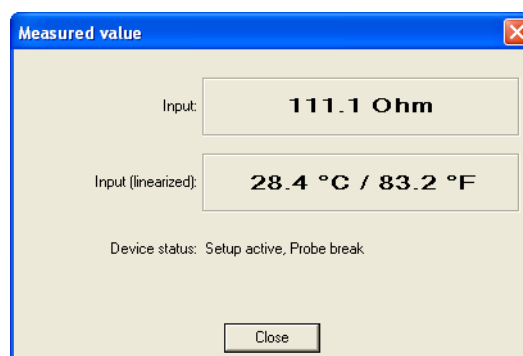 Measured value
Input: 111.1 Ohm
Input (linearized): 28.4 °C / 83.2 °F
Device status: Setup active, Probe break
Close